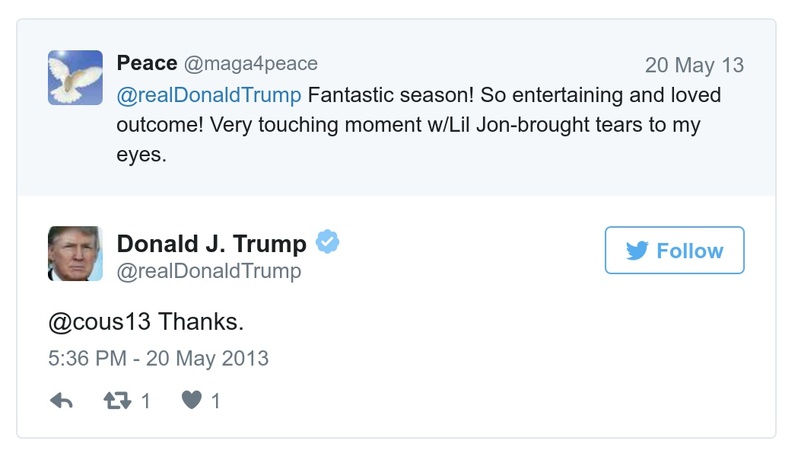 Peace @maga4peace 20 May 13
@realDonaldTrump Fantastic season! So entertaining and loved
outcome! Very touching moment w/Lil Jon-brought tears to my
eyes.
Donald J. Trump
@realDonaldTrump
Follow
@cous13 Thanks.
5:36 PM - 20 May 2013
1 1